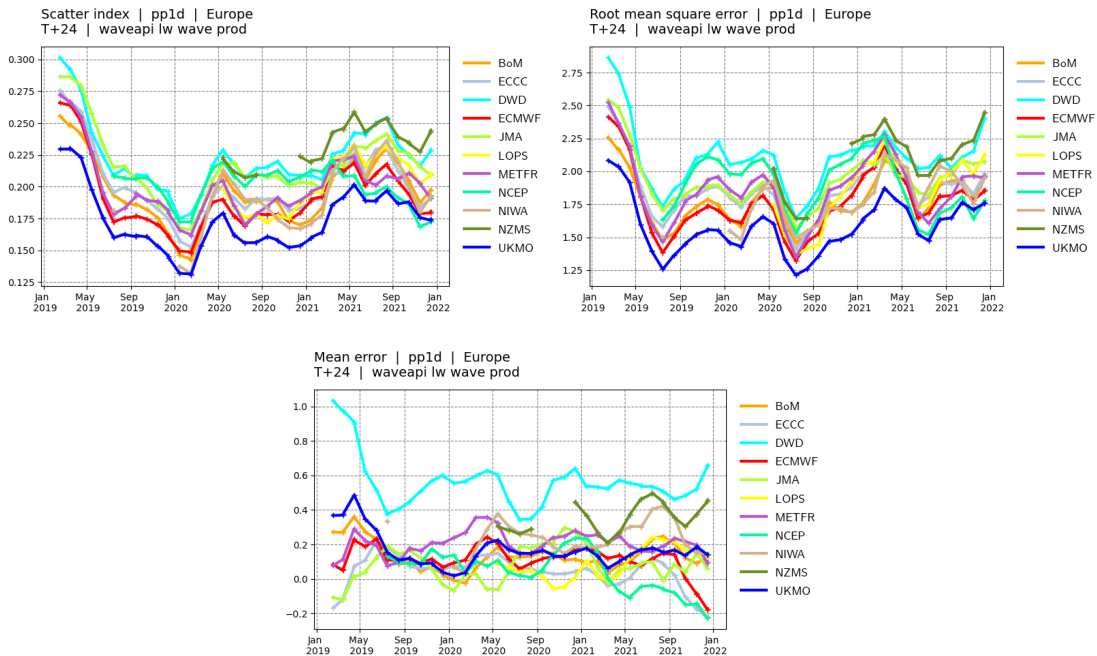 Scatter index | pp1d | Europe
T+24 | waveapi lw wave prod
0.300
0.275
0.250
0.225
0.200
0.175
0.150
0.125
Jan 2019
May 2019
Sep 2019
Jan 2020
May 2020
Sep 2020
Jan 2021
May 2021
Sep 2021
Jan 2022
BoM
ECCC
DWD
ECMWF
JMA
LOPS
METFR
NCEP
NIWA
NZMS
UKMO
Root mean square error | pp1d | Europe
T+24 | waveapi lw wave prod
2.75
2.50
2.25
2.00
1.75
1.50
1.25
Jan 2019
May 2019
Sep 2019
Jan 2020
May 2020
Sep 2020
Jan 2021
May 2021
Sep 2021
Jan 2022
BoM
ECCC
DWD
ECMWF
JMA
LOPS
METFR
NCEP
NIWA
NZMS
UKMO
Mean error | pp1d | Europe
T+24 | waveapi lw wave prod
1.0
0.8
0.6
0.4
0.2
0.0
−0.2
Jan 2019
May 2019
Sep 2019
Jan 2020
May 2020
Sep 2020
Jan 2021
May 2021
Sep 2021
Jan 2022
BoM
ECCC
DWD
ECMWF
JMA
LOPS
METFR
NCEP
NIWA
NZMS
UKMO